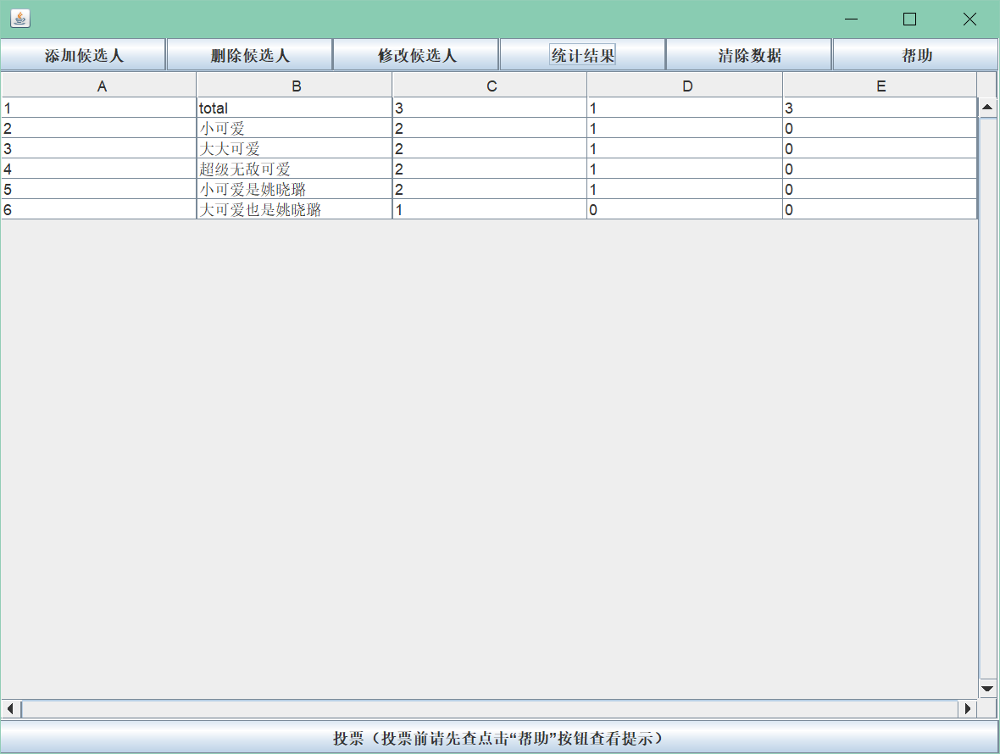 添加候选人 删除候选人 修改候选人 统计结果 清除数据 帮助
A B C D E
1 total 3 1 3
2 小可爱 2 1 0
3 大大可爱 2 1 0
4 超级无敌可爱 2 1 0
5 小可爱是姚晓璐 2 1 0
6 大可爱也是姚晓璐 1 0 0
投票（投票前请先查点击“帮助”按钮查看提示）